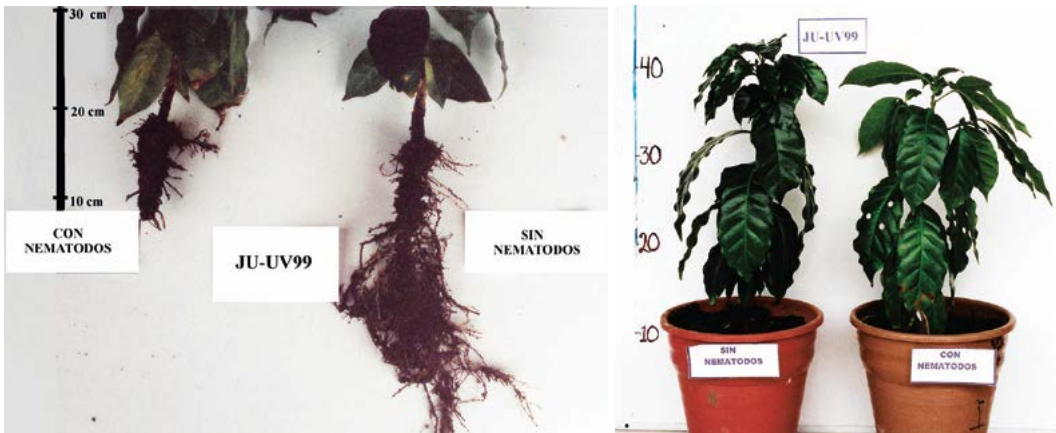 30 cm
20 cm
10 cm
CON
NEMATODOS
JU-UV99
SIN
NEMATODOS
JU-UV99
40
30
20
10
SIN
NEMATODOS
CON
NEMATODOS